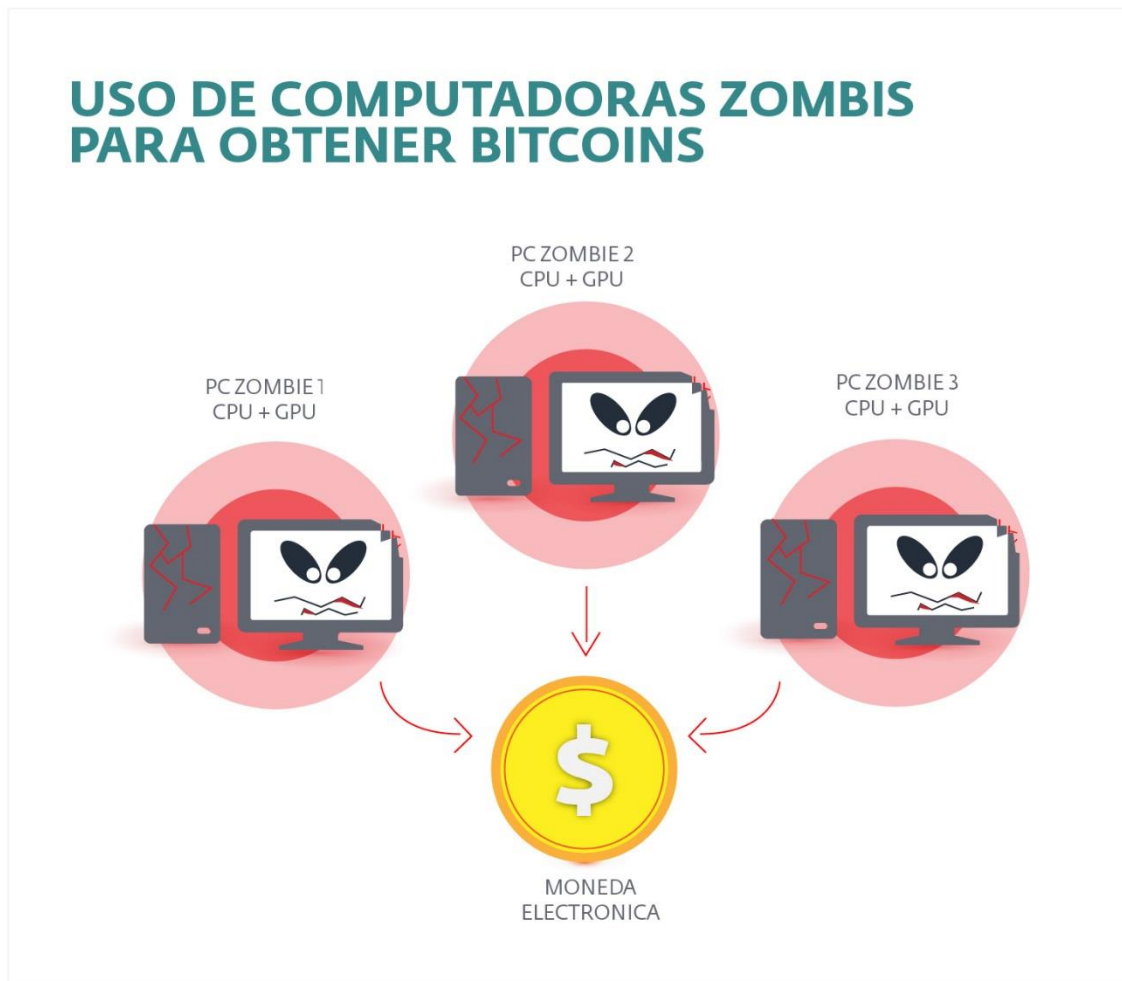 USO DE COMPUTADORAS ZOMBIS
PARA OBTENER BITCOINS
PC ZOMBIE 1
CPU + GPU
PC ZOMBIE 2
CPU + GPU
PC ZOMBIE 3
CPU + GPU
$
MONEDA
ELECTRONICA